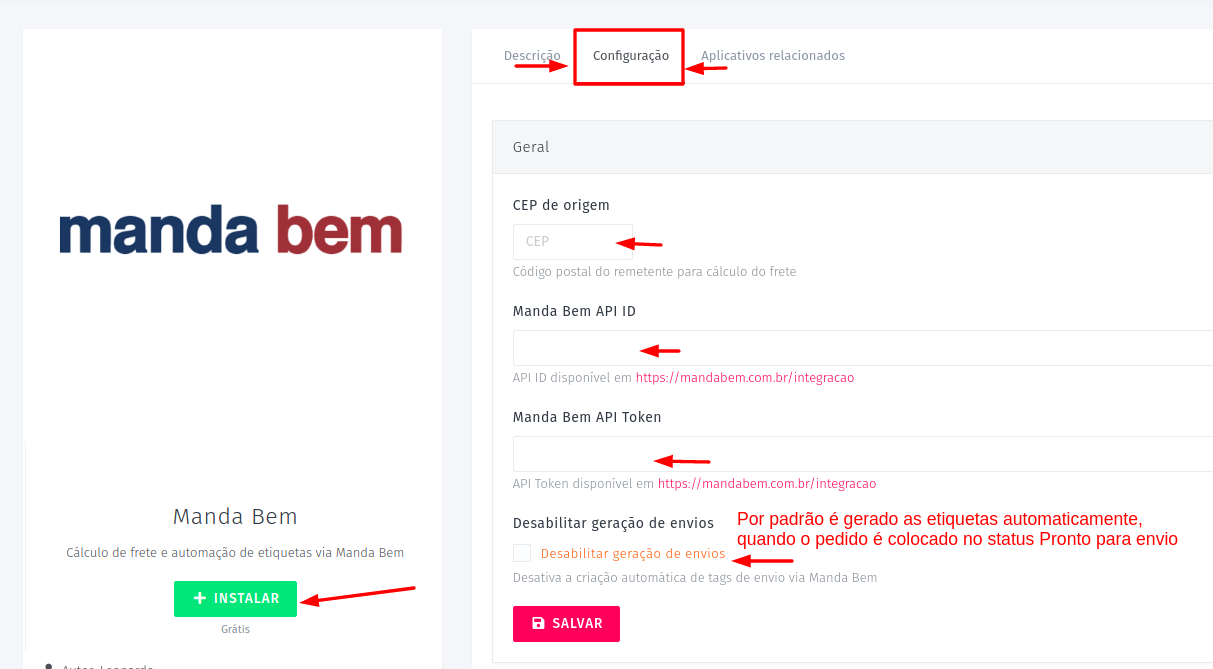 manda bem
Manda Bem
Cálculo de frete e automação de etiquetas via Manda Bem
INSTALAR
Grátis
Descrição
Configuração
Aplicativos relacionados
Geral
CEP de origem
CEP
Código postal do remetente para cálculo do frete
Manda Bem API ID
API ID disponível em https://mandabem.com.br/integracao
Manda Bem API Token
API Token disponível em https://mandabem.com.br/integracao
Desabilitar geração de envios
Por padrão é gerado as etiquetas automaticamente,
quando o pedido é colocado no status Pronto para envio
Desabilitar geração de envios
Desativa a criação automática de tags de envio via Manda Bem
SALVAR